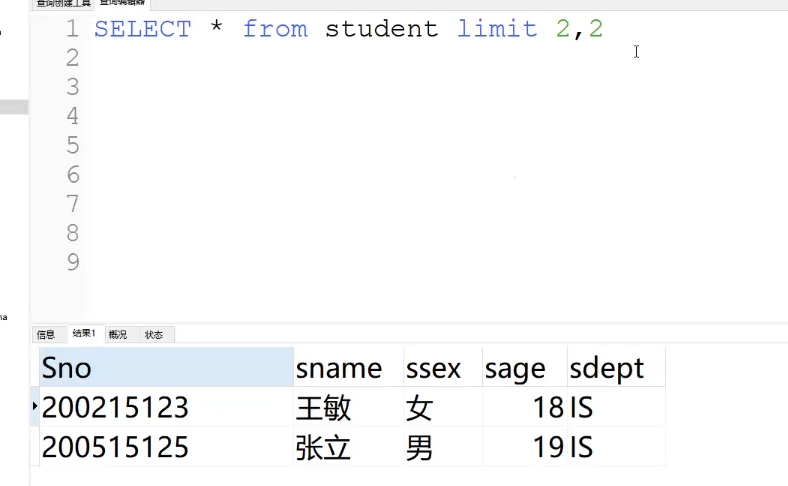 查询创建工具 查询编辑器
1 SELECT * from student limit 2,2
2
3
4
5
6
7
8
9
信息 结果1 概况 状态
Sno sname ssex sage sdept
200215123 王敏 女 18 IS
200515125 张立 男 19 IS